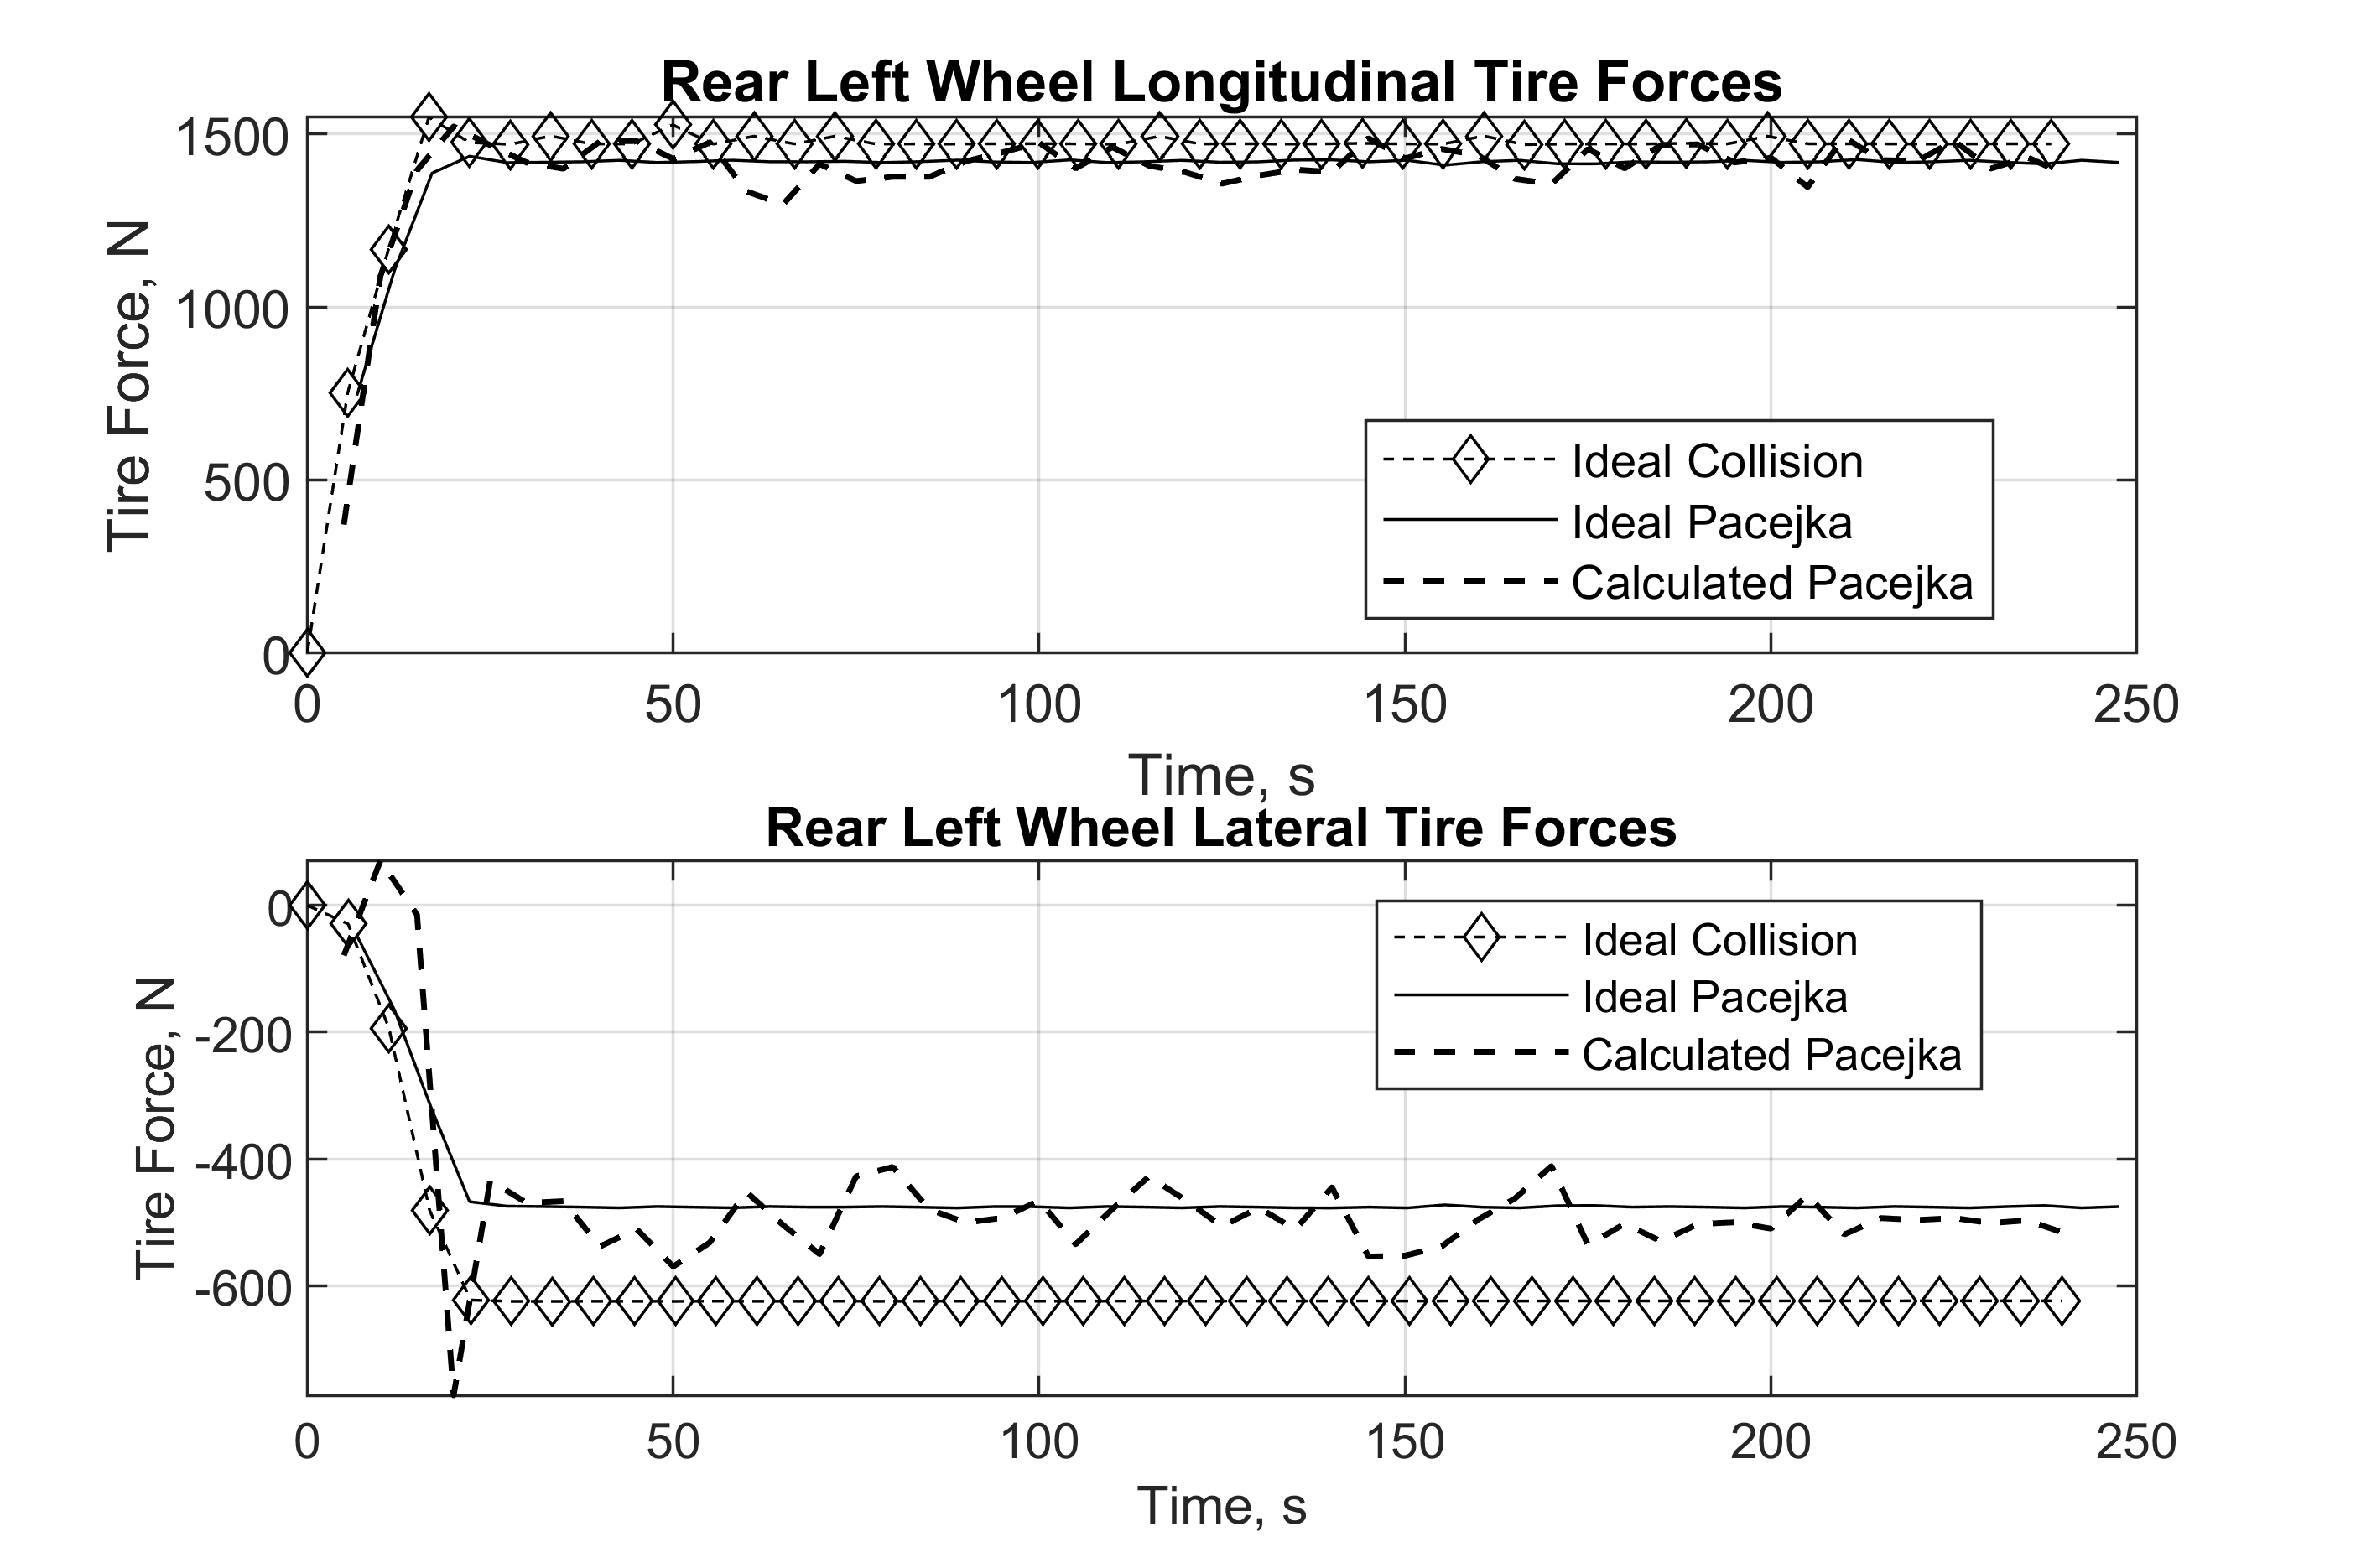 Rear Left Wheel Longitudinal Tire Forces
1500
1000
500
0
Tire Force, N
Ideal Collision
Ideal Pacejka
Calculated Pacejka
0 50 100 150 200 250
Time, s
Rear Left Wheel Lateral Tire Forces
0
-200
-400
-600
Tire Force, N
Ideal Collision
Ideal Pacejka
Calculated Pacejka
0 50 100 150 200 250
Time, s